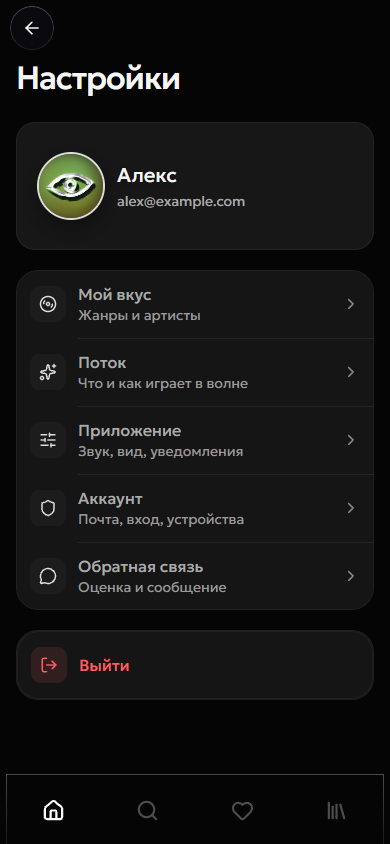 Настройки
Алекс
alex@example.com
Мой вкус
Жанры и артисты
Поток
Что и как играет в волне
Приложение
Звук, вид, уведомления
Аккаунт
Почта, вход, устройства
Обратная связь
Оценка и сообщение
Выйти